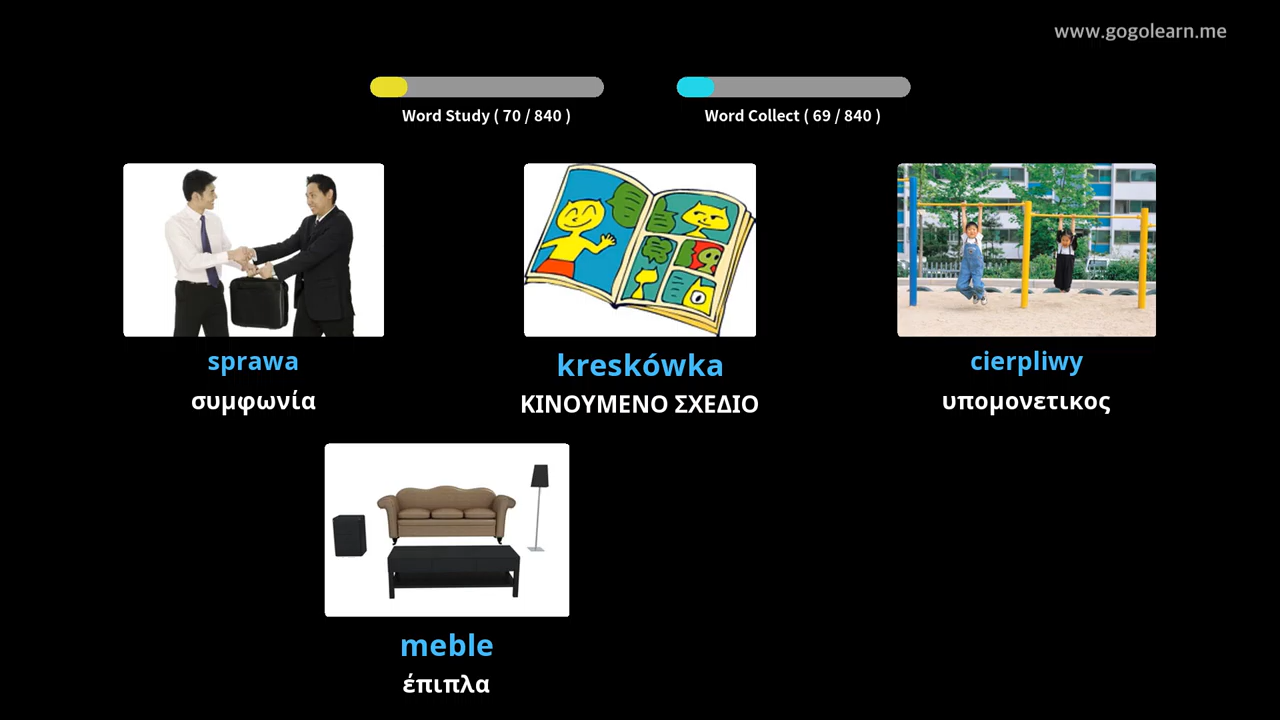 www.gogolearn.me
Word Study ( 70 / 840 )
Word Collect ( 69 / 840 )
sprawa
συμφωνία
kreskówka
ΚΙΝΟΥΜΕΝΟ ΣΧΕΔΙΟ
cierpliwy
υπομονετικος
meble
έπιπλα